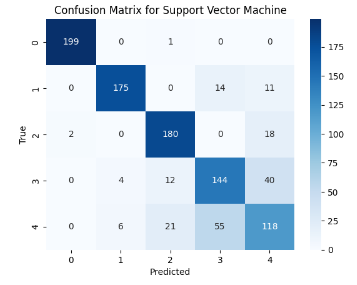 Confusion Matrix for Support Vector Machine
0 199 0 1 0 0
1 0 175 0 14 11
2 2 0 180 0 18
3 0 4 12 144 40
4 0 6 21 55 118
0 1 2 3 4
Predicted
True
175
150
125
100
75
50
25
0